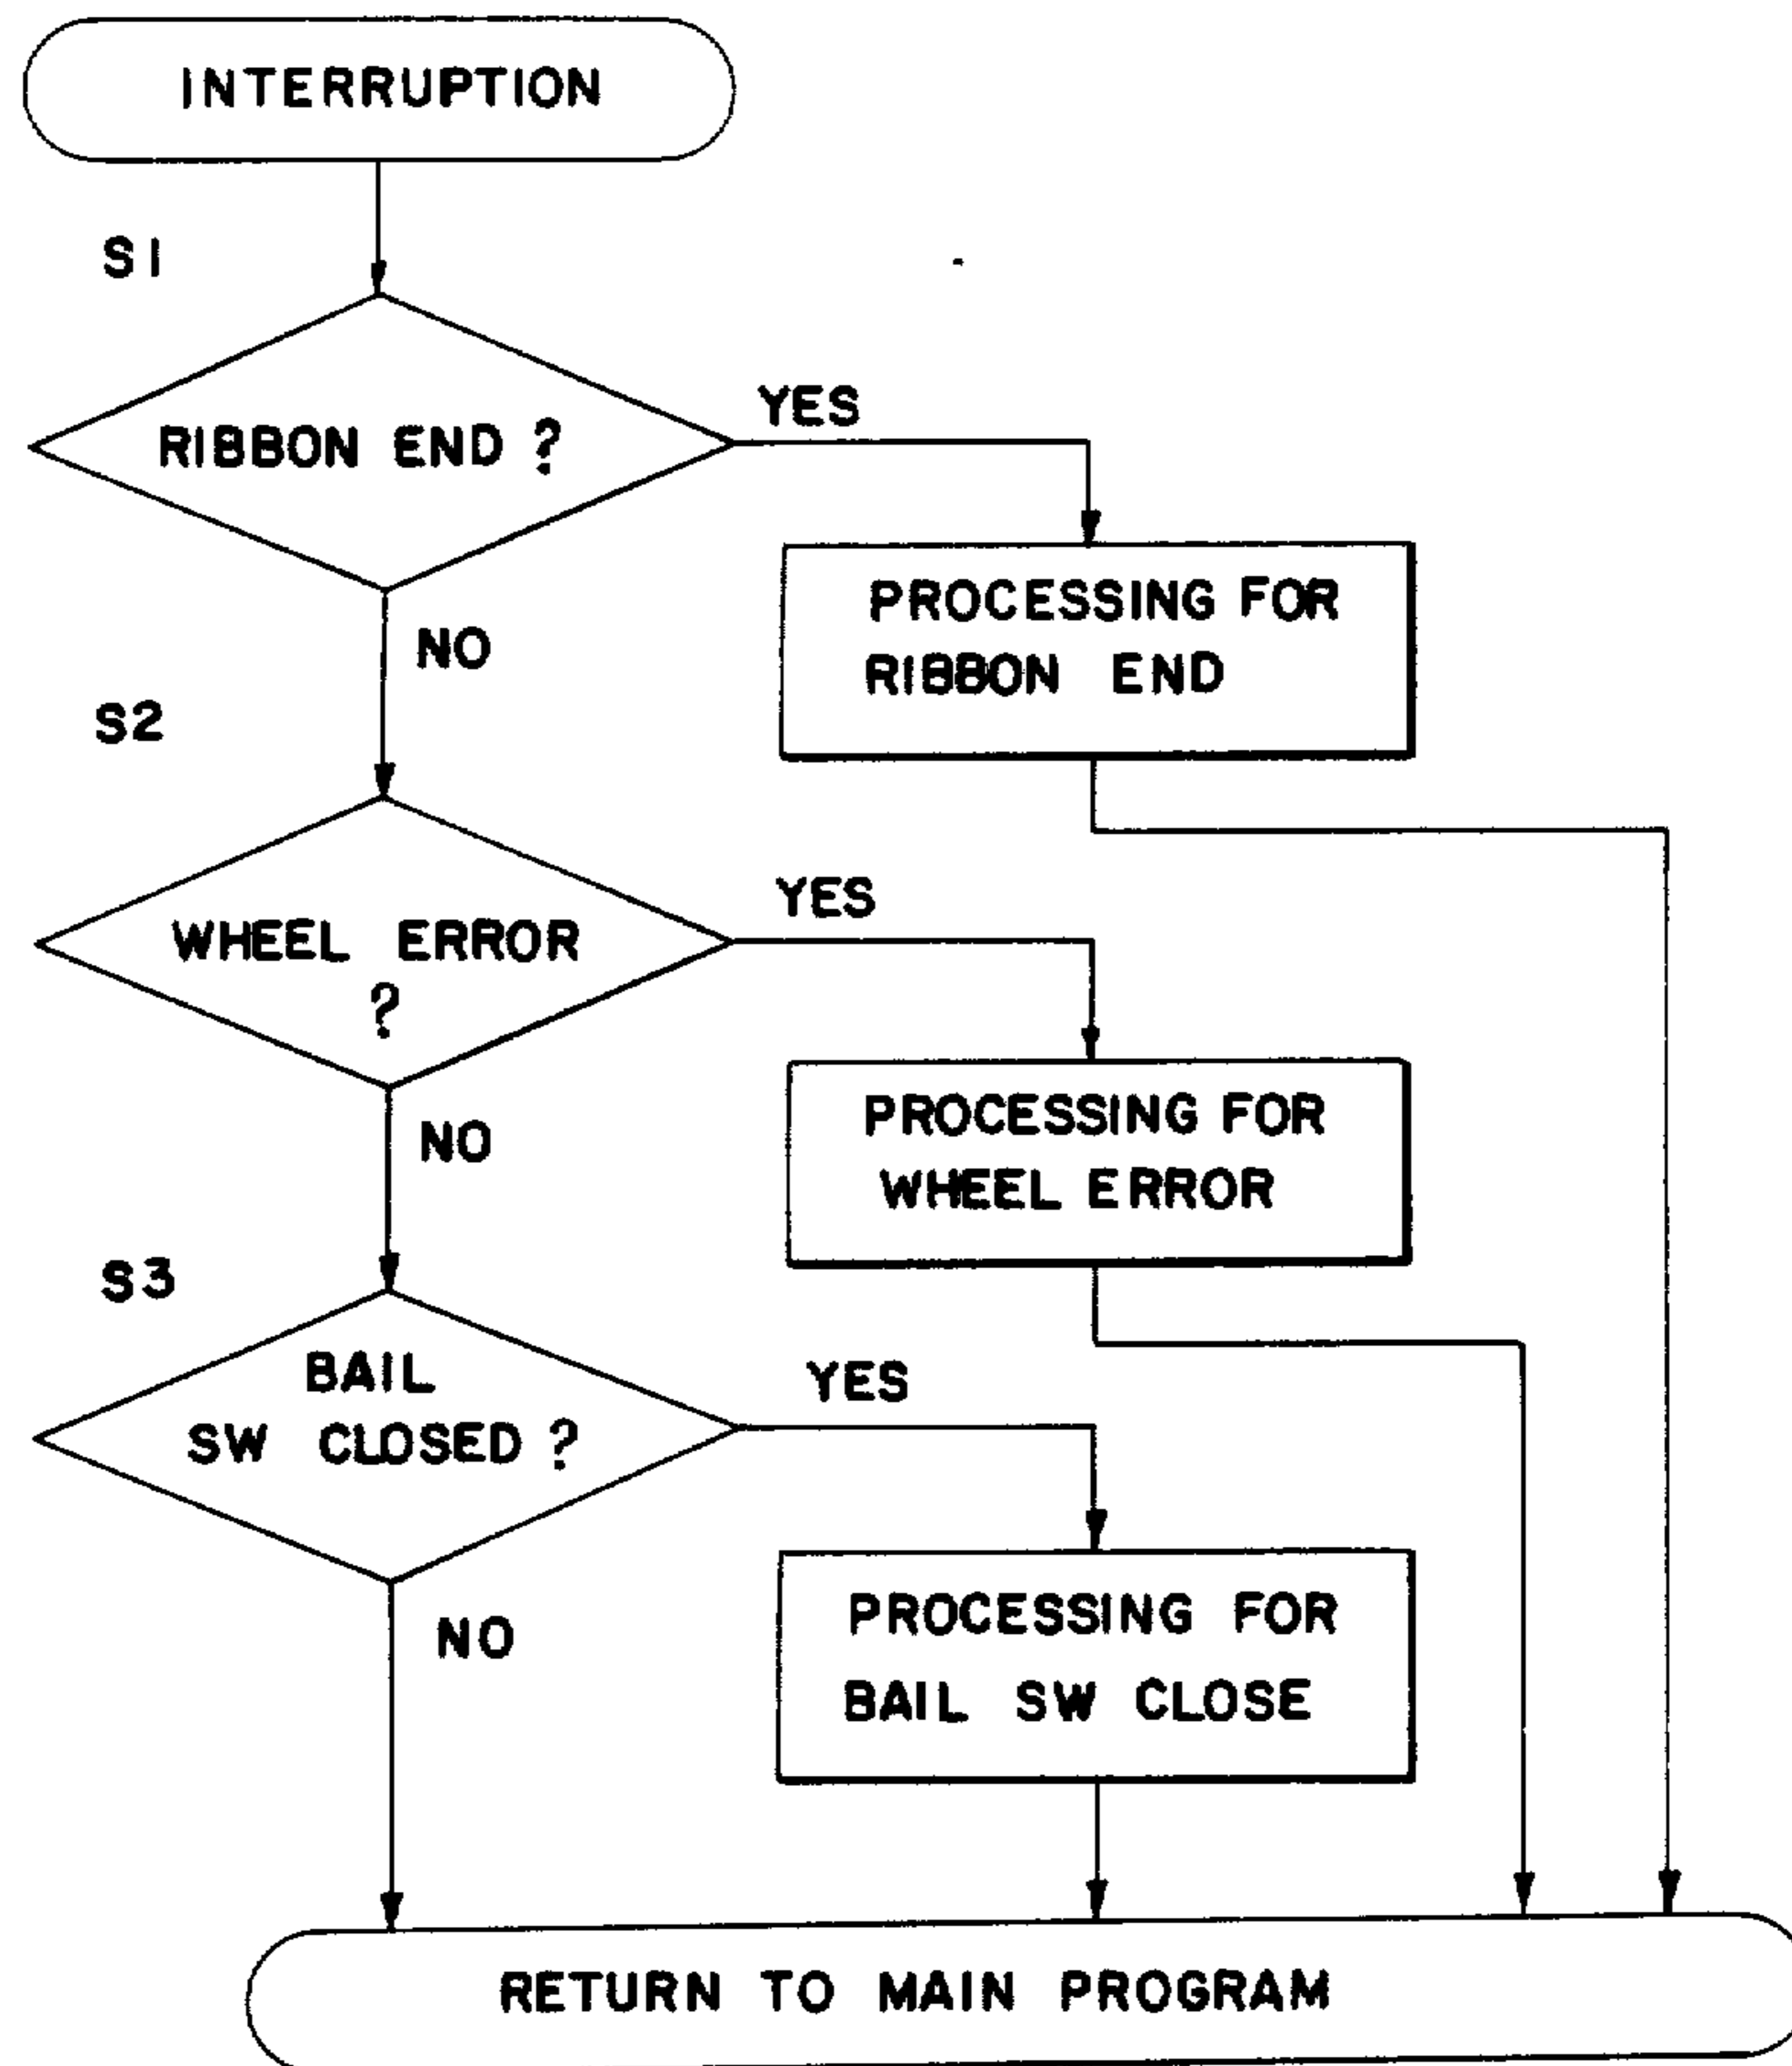 INTERRUPTION
S1
RIBBON END ?
YES
PROCESSING FOR
RIBBON END
NO
S2
WHEEL ERROR
?
YES
PROCESSING FOR
WHEEL ERROR
NO
S3
BAIL
SW CLOSED ?
YES
PROCESSING FOR
BAIL SW CLOSE
NO
RETURN TO MAIN PROGRAM